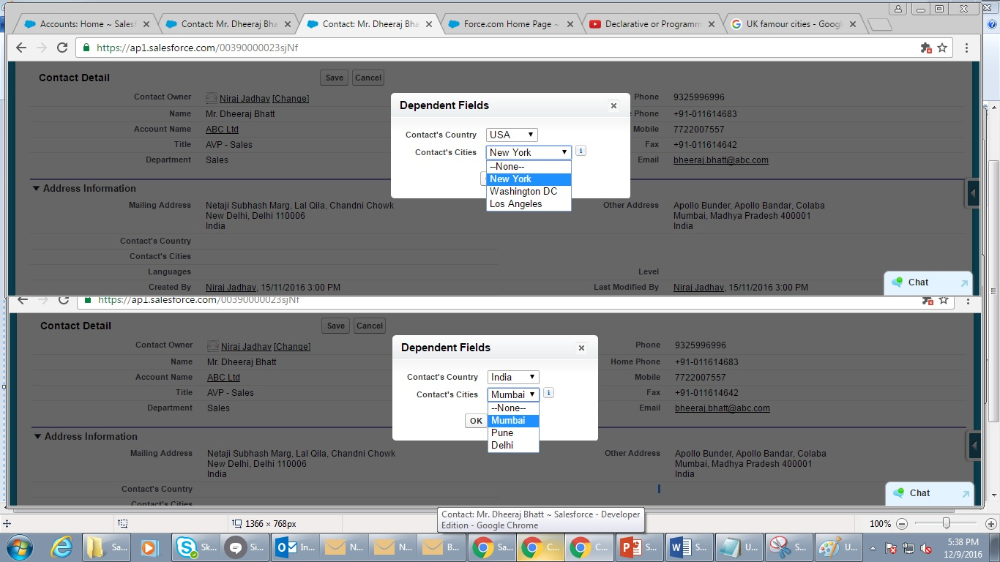 Accounts: Home ~ Salesf
Contact: Mr. Dheeraj Bha
Contact: Mr. Dheeraj Bha
Force.com Home Page ~
Declarative or Programm
UK famour cities - Googl
https://ap1.salesforce.com/00390000023sjNf
Contact Detail
Save Cancel
Contact Owner Niraj Jadhav [Change]
Phone 9325996996
Name Mr. Dheeraj Bhatt
Phone +91-011614683
Account Name ABC Ltd
Mobile 7722007557
Title AVP - Sales
Fax +91-011614642
Department Sales
Email bheeraj.bhatt@abc.com
Dependent Fields
Contact's Country USA
Contact's Cities New York
--None--
New York
Washington DC
Los Angeles
Address Information
Mailing Address Netaji Subhash Marg, Lal Qila, Chandni Chowk
New Delhi, Delhi 110006
India
Other Address Apollo Bunder, Apollo Bandar, Colaba
Mumbai, Madhya Pradesh 400001
India
Contact's Country
Contact's Cities
Languages
Level
Created By Niraj Jadhav, 15/11/2016 3:00 PM
Last Modified By Niraj Jadhav, 15/11/2016 3:00 PM
Chat
https://ap1.salesforce.com/00390000023sjNf
Contact Detail
Save Cancel
Contact Owner Niraj Jadhav [Change]
Phone 9325996996
Name Mr. Dheeraj Bhatt
Home Phone +91-011614683
Account Name ABC Ltd
Mobile 7722007557
Title AVP - Sales
Fax +91-011614642
Department Sales
Email bheeraj.bhatt@abc.com
Dependent Fields
Contact's Country India
Contact's Cities Mumbai
--None--
OK
Mumbai
Pune
Delhi
Address Information
Mailing Address Netaji Subhash Marg, Lal Qila, Chandni Chowk
New Delhi, Delhi 110006
India
Other Address Apollo Bunder, Apollo Bandar, Colaba
Mumbai, Madhya Pradesh 400001
India
Contact's Country
Contact's Cities
Chat
Contact: Mr. Dheeraj Bhatt ~ Salesforce - Developer
Edition - Google Chrome
1366 × 768px
100%
Sa... Sk... Si... In... N... N... B... Sa... C... C... S... S... U... S... U...
5:38 PM
12/9/2016